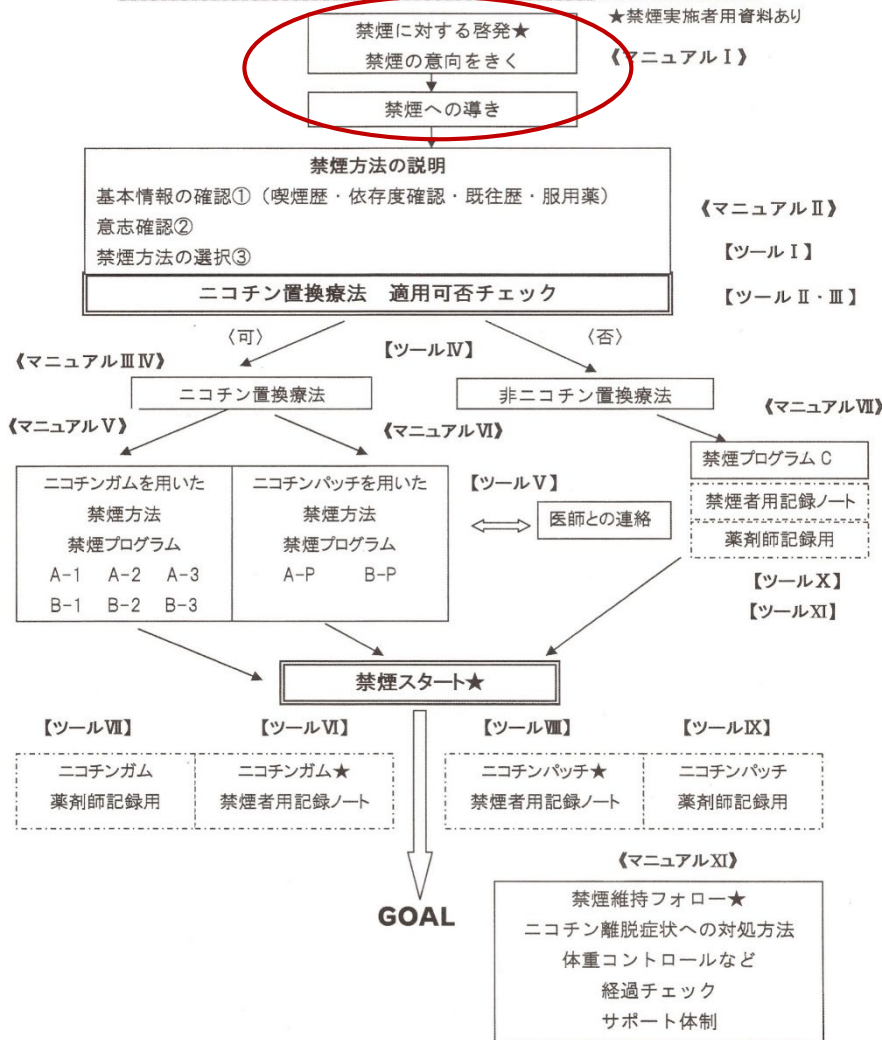 ★禁煙実施者用資料あり
禁煙に対する啓発★
禁煙の意向をきく
《マニュアルⅠ》
禁煙への導き
禁煙方法の説明
基本情報の確認①（喫煙歴・依存度確認・既往歴・服用薬）
意志確認②
禁煙方法の選択③
《マニュアルⅡ》
【ツールⅠ】
ニコチン置換療法　適用可否チェック
【ツールⅡ・Ⅲ】
〈可〉
【ツールⅣ】
〈否〉
《マニュアルⅢⅣ》
ニコチン置換療法
非ニコチン置換療法
《マニュアルⅦ》
《マニュアルⅤ》
《マニュアルⅥ》
ニコチンガムを用いた
禁煙方法
禁煙プログラム
A-1　A-2　A-3
B-1　B-2　B-3
ニコチンパッチを用いた
禁煙方法
禁煙プログラム
A-P　B-P
【ツールⅤ】
医師との連絡
禁煙プログラム C
禁煙者用記録ノート
薬剤師記録用
【ツールⅩ】
【ツールⅪ】
禁煙スタート★
【ツールⅦ】
【ツールⅥ】
【ツールⅧ】
【ツールⅨ】
ニコチンガム
薬剤師記録用
ニコチンガム★
禁煙者用記録ノート
ニコチンパッチ★
禁煙者用記録ノート
ニコチンパッチ
薬剤師記録用
GOAL
《マニュアルⅪ》
禁煙維持フォロー★
ニコチン離脱症状への対処方法
体重コントロールなど
経過チェック
サポート体制